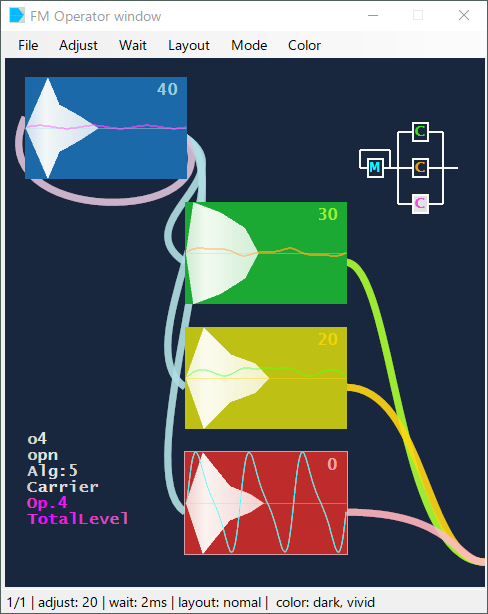 FM Operator window
File Adjust Wait Layout Mode Color
40
30
20
0
M
C
C
C
o4
opn
Alg:5
Carrier
Op.4
TotalLevel
1/1 | adjust: 20 | wait: 2ms | layout: nomal | color: dark, vivid